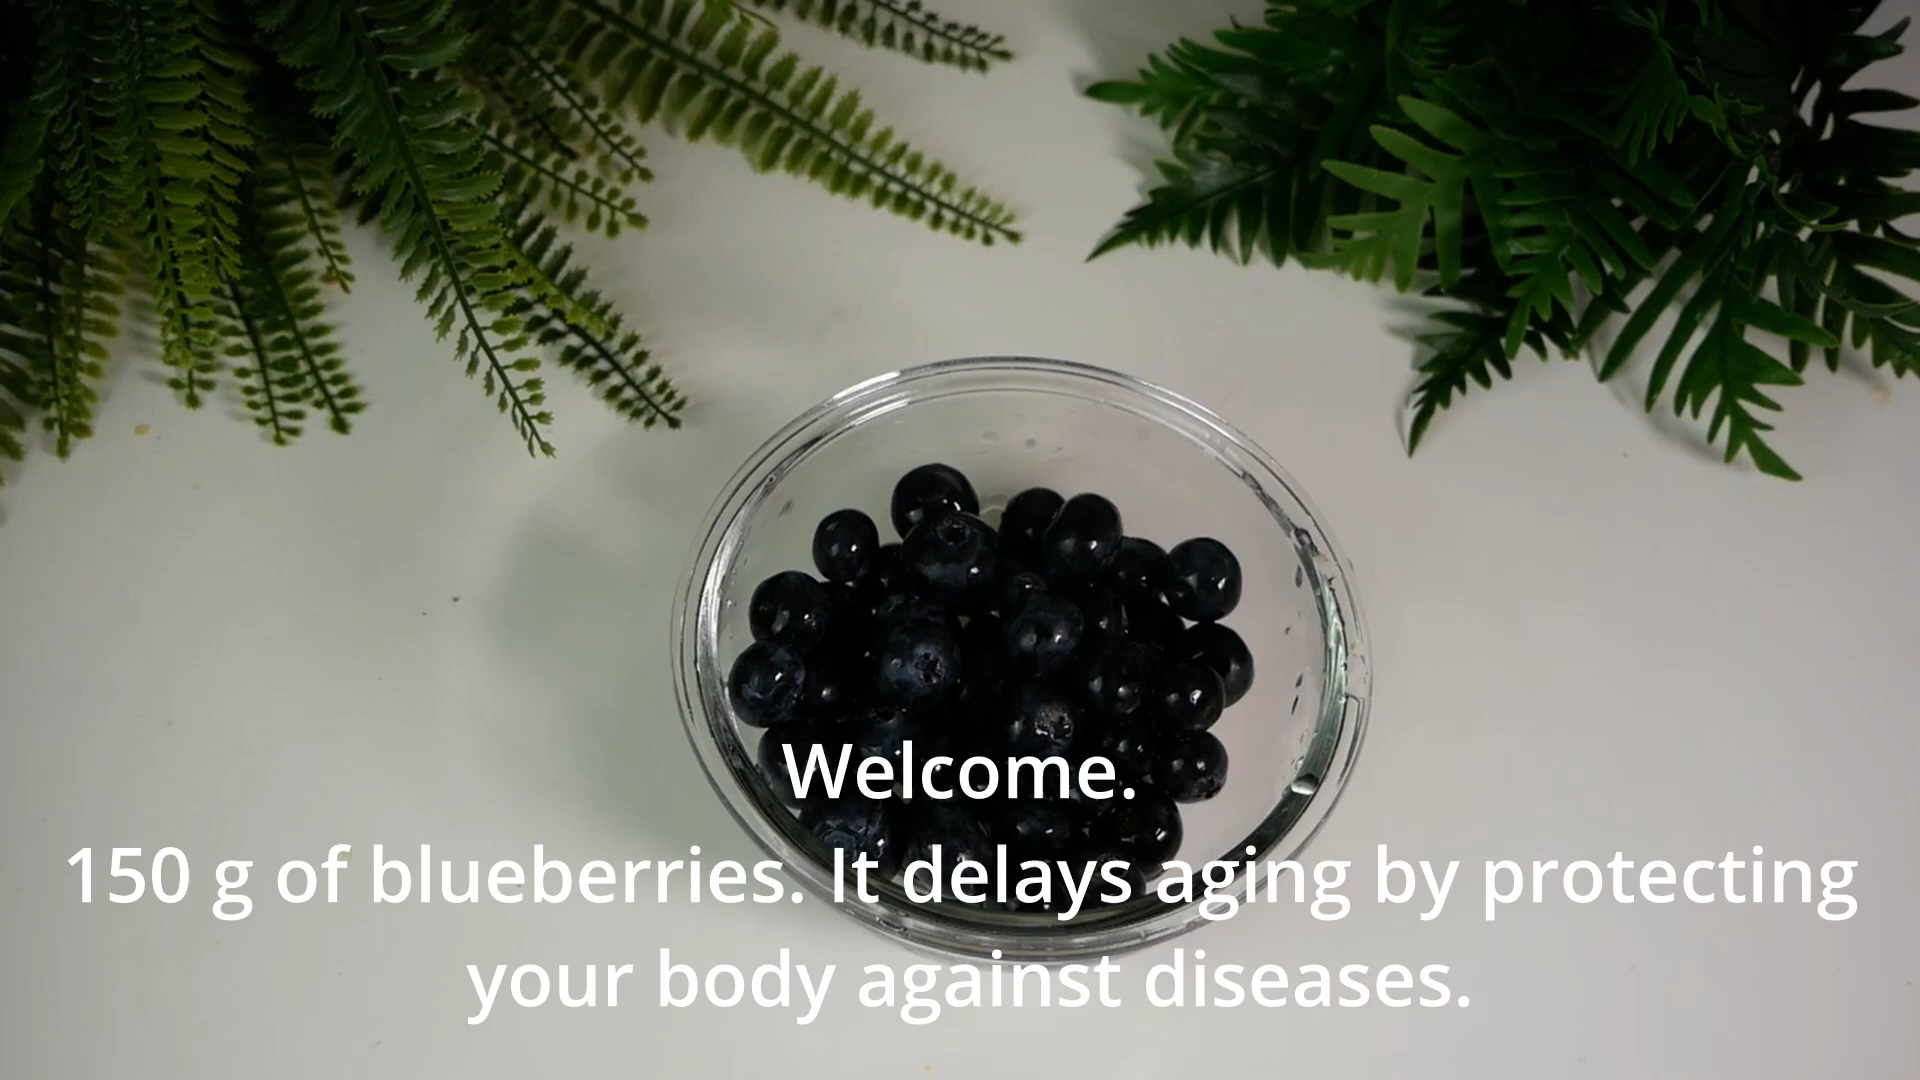 Welcome.
150 g of blueberries. It delays aging by protecting
your body against diseases.